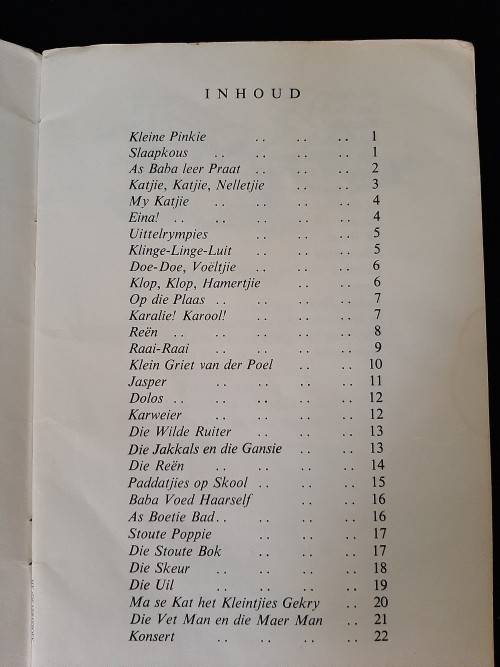 INHOUD
Kleine Pinkie .. .. .. 1
Slaapkous .. .. .. .. 1
As Baba leer Praat .. .. .. 2
Katjie, Katjie, Nelletjie .. .. .. 3
My Katjie .. .. .. .. 4
Eina! .. .. .. .. .. 4
Uittelrympies .. .. .. 5
Klinge-Linge-Luit .. .. .. 5
Doe-Doe, Voëltjie .. .. .. 6
Klop, Klop, Hamertjie .. .. 6
Op die Plaas .. .. .. .. 7
Karalie! Karool! .. .. .. 7
Reën .. .. .. .. .. 8
Raai-Raai .. .. .. .. 9
Klein Griet van der Poel .. .. 10
Jasper .. .. .. .. 11
Dolos .. .. .. .. .. 12
Karweier .. .. .. .. 12
Die Wilde Ruiter .. .. .. 13
Die Jakkals en die Gansie .. .. 13
Die Reën .. .. .. .. 14
Paddatjies op Skool .. .. .. 15
Baba Voed Haarself .. .. 16
As Boetie Bad .. .. .. .. 16
Stoute Poppie .. .. .. 17
Die Stoute Bok .. .. .. 17
Die Skeur .. .. .. .. 18
Die Uil .. .. .. .. 19
Ma se Kat het Kleintjies Gekry .. 20
Die Vet Man en die Maer Man .. 21
Konsert .. .. .. .. 22